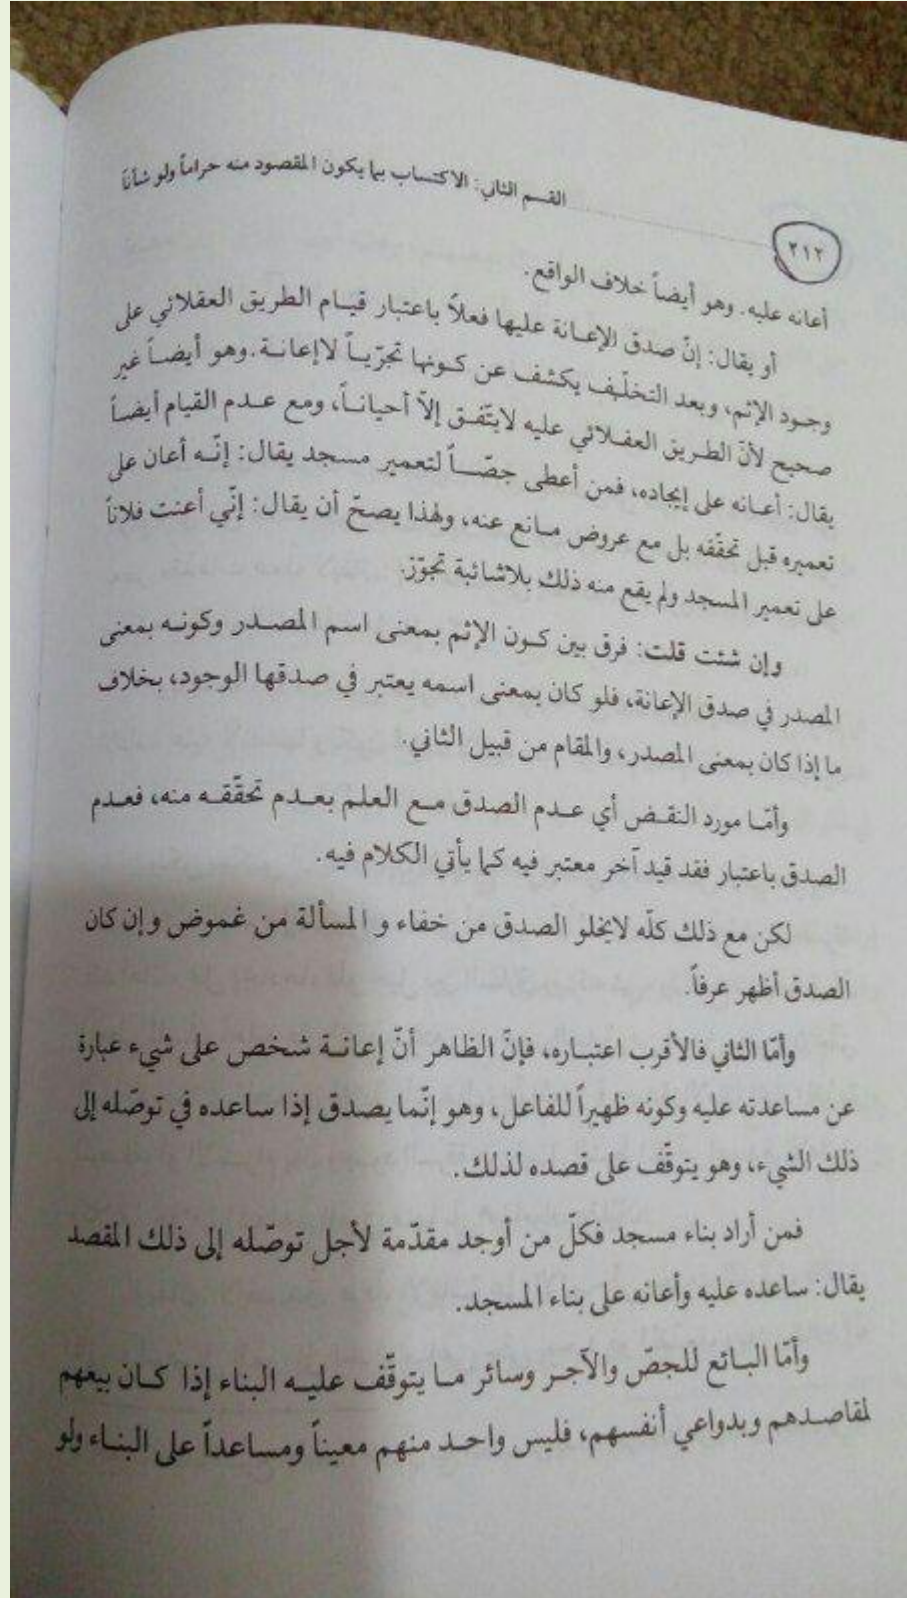 القسم الثاني: الاكتساب بما يكون المقصود منه حراماً ولو شأناً
٢١٢
أعانه عليه. وهو أيضاً خلاف الواقع.
أو يقال: إنّ صدق الإعانة عليها فعلاً باعتبار قيام الطريق العقلائي على
وجود الإثم، وبعد التخلّف يكشف عن كونها تجرّياً لاإعانة. وهو أيضاً غير
صحيح لأنّ الطريق العقلائي عليه لايتّفق إلاّ أحياناً، ومع عدم القيام أيضاً
يقال: أعانه على إيجاده، فمن أعطى جصّاً لتعمير مسجد يقال: إنّه أعان على
تعميره قبل تحقّقه بل مع عروض مانع عنه، ولهذا يصحّ أن يقال: إنّي أعنت فلاناً
على تعمير المسجد ولم يقع منه ذلك بلاشائبة تجوّز.
وإن شئت قلت: فرق بين كون الإثم بمعنى اسم المصدر وكونه بمعنى
المصدر في صدق الإعانة، فلو كان بمعنى اسمه يعتبر في صدقها الوجود، بخلاف
ما إذا كان بمعنى المصدر، والمقام من قبيل الثاني.
وأمّا مورد النقض أي عدم الصدق مع العلم بعدم تحقّقه منه، فعدم
الصدق باعتبار فقد قيد آخر معتبر فيه كما يأتي الكلام فيه.
لكن مع ذلك كلّه لايخلو الصدق من خفاء و المسألة من غموض وإن كان
الصدق أظهر عرفاً.
وأمّا الثاني فالأقرب اعتباره، فإنّ الظاهر أنّ إعانة شخص على شيء عبارة
عن مساعدته عليه وكونه ظهيراً للفاعل، وهو إنّما يصدق إذا ساعده في توصّله إلى
ذلك الشيء، وهو يتوقّف على قصده لذلك.
فمن أراد بناء مسجد فكلّ من أوجد مقدّمة لأجل توصّله إلى ذلك المقصد
يقال: ساعده عليه وأعانه على بناء المسجد.
وأمّا البائع للجصّ والآجر وسائر ما يتوقّف عليه البناء إذا كان بيعهم
لمقاصدهم وبدواعي أنفسهم، فليس واحد منهم معيناً ومساعداً على البناء ولو